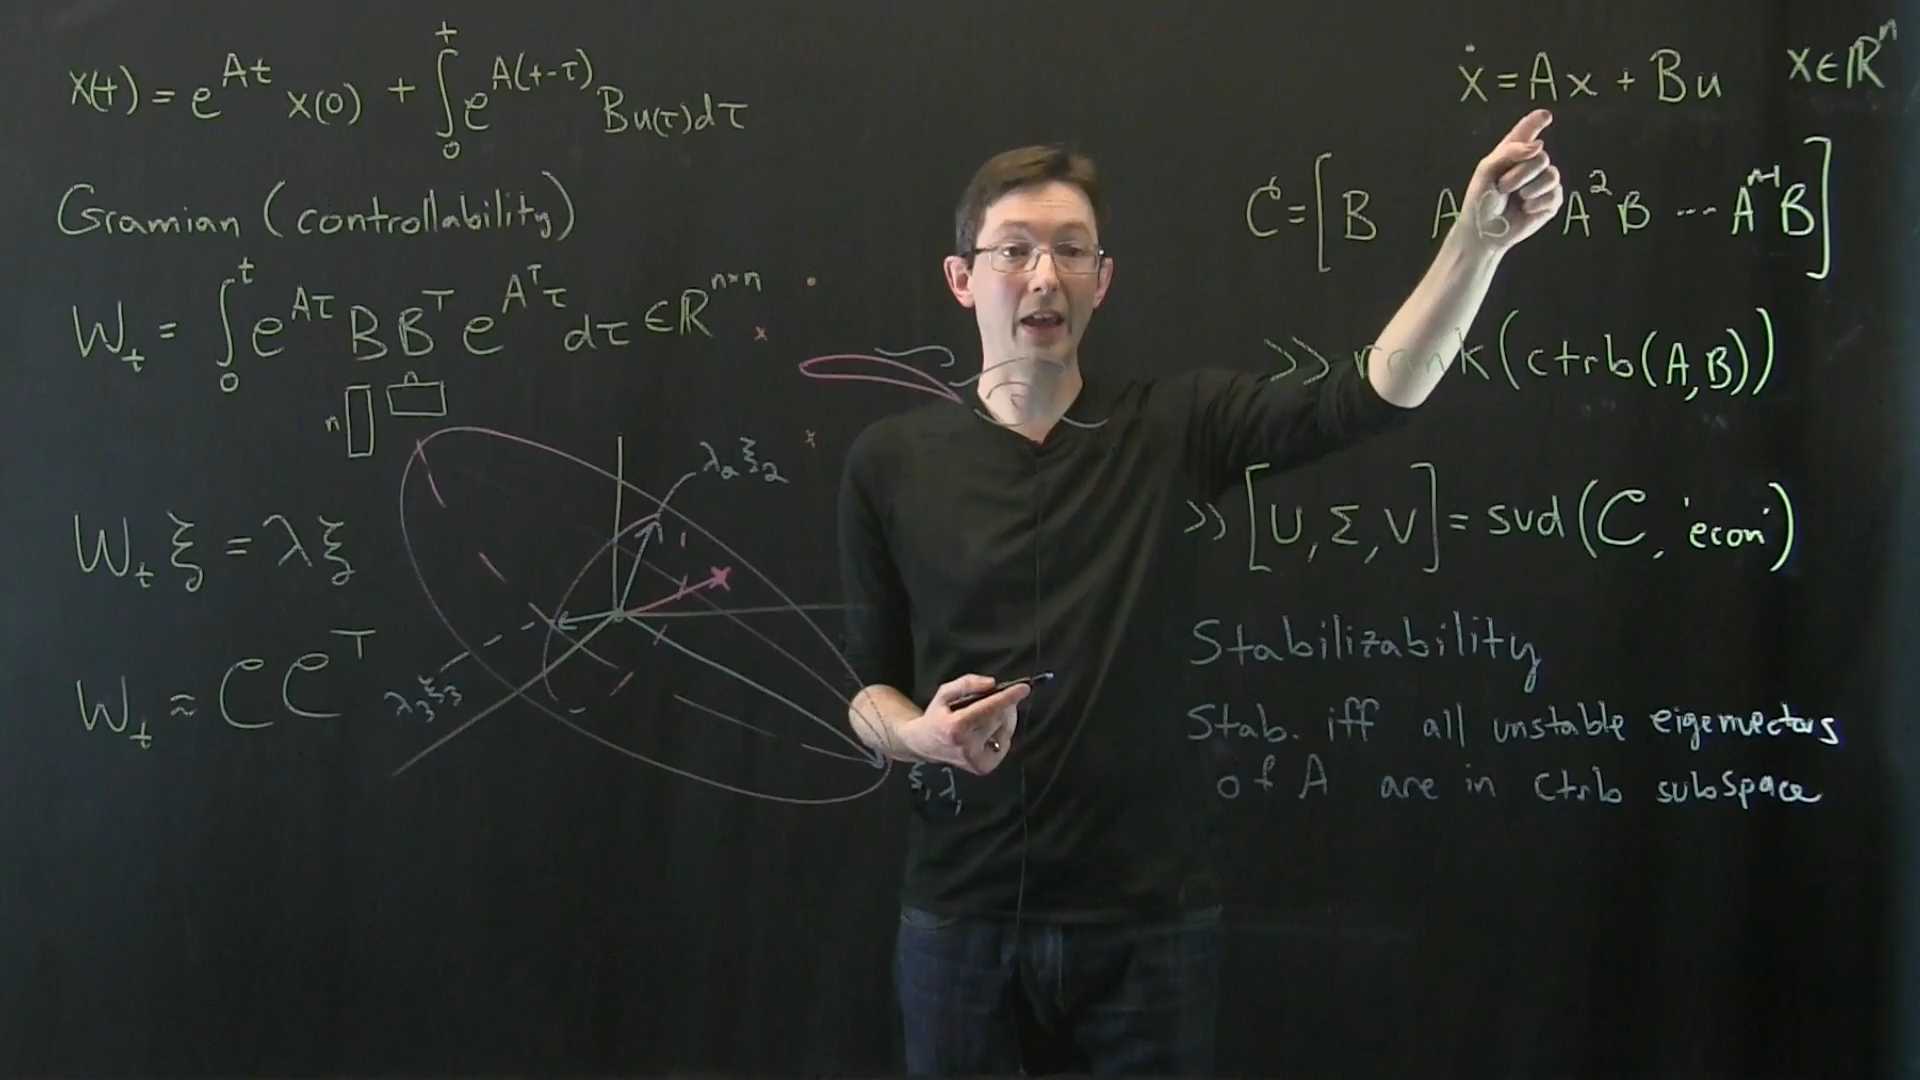 x(t) = e^{At} x(0) + ∫_0^t e^{A(t-τ)} Bu(τ)dτ
Gramian (controllability)
W_t = ∫_0^t e^{Aτ} B B^T e^{A^Tτ} dτ ∈ ℝ^{n×n}
n
W_t ξ = λξ
W_t ≈ C C^T
λ_2 ξ_2
λ_3 ξ_3
ξ_1 λ_1
ẋ = Ax + Bu x ∈ ℝ^n
C = [B AB A^2B ... A^{n-1}B]
>> rank(ctrb(A,B))
>> [U, Σ, V] = svd(C, 'econ')
Stabilizability
Stab. iff all unstable eigenvectors
of A are in ctrb subspace